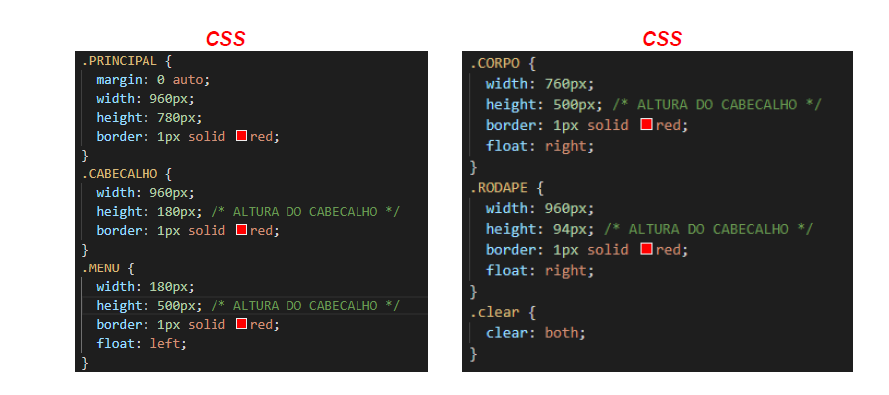 CSS
.PRINCIPAL {
margin: 0 auto;
width: 960px;
height: 780px;
border: 1px solid red;
}
.CABECALHO {
width: 960px;
height: 180px; /* ALTURA DO CABECALHO */
border: 1px solid red;
}
.MENU {
width: 180px;
height: 500px; /* ALTURA DO CABECALHO */
border: 1px solid red;
float: left;
}
CSS
.CORPO {
width: 760px;
height: 500px; /* ALTURA DO CABECALHO */
border: 1px solid red;
float: right;
}
.RODAPE {
width: 960px;
height: 94px; /* ALTURA DO CABECALHO */
border: 1px solid red;
float: right;
}
.clear {
clear: both;
}